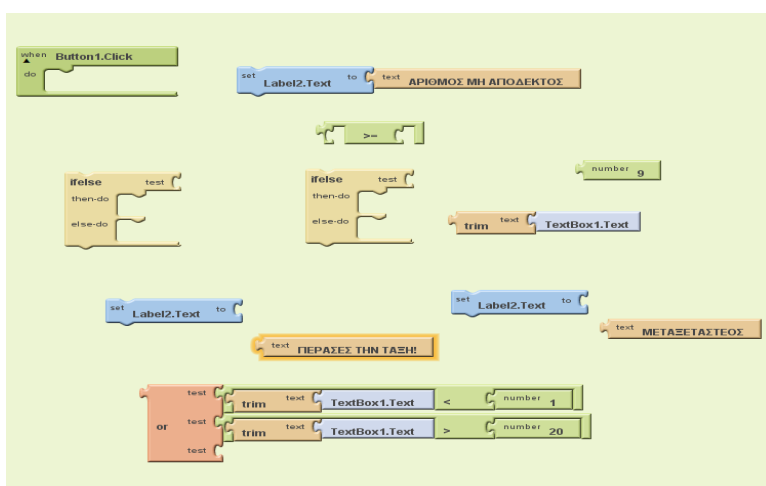 when Button1.Click
do
set Label2.Text to text ΑΡΙΘΜΟΣ ΜΗ ΑΠΟΔΕΚΤΟΣ
>=
ifelse test
then-do
else-do
ifelse test
then-do
else-do
number 9
trim text TextBox1.Text
set Label2.Text to
set Label2.Text to
text ΠΕΡΑΣΕΣ ΤΗΝ ΤΑΞΗ!
text ΜΕΤΑΞΕΤΑΣΤΕΟΣ
or
test trim text TextBox1.Text < number 1
test trim text TextBox1.Text > number 20
test